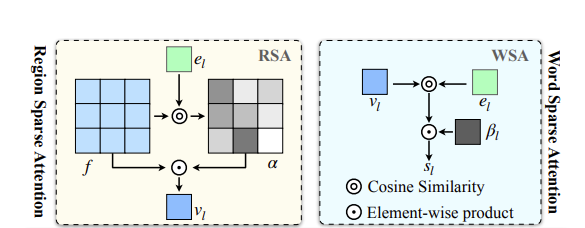 Region Sparse Attention
RSA
e_l
f
α
v_l
WSA
v_l
e_l
β_l
s_l
Cosine Similarity
Element-wise product
Word Sparse Attention